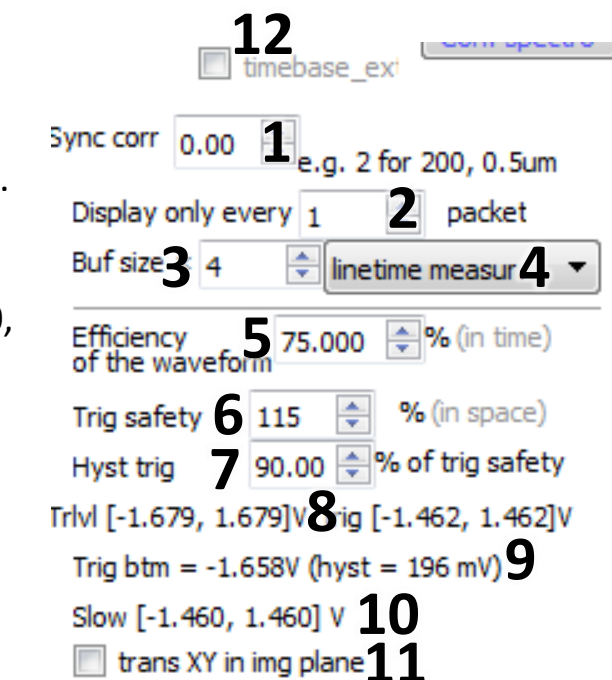 12
timebase_ext
Sync corr 0.00 1
e.g. 2 for 200, 0.5um
.
Display only every 1 2 packet
Buf size 3 4 linetime measur 4
,
Efficiency 5 75.000 % (in time)
of the waveform
Trig safety 6 115 % (in space)
Hyst trig 7 90.00 % of trig safety
Trlvl [-1.679, 1.679]V 8 rig [-1.462, 1.462]V
Trig btm = -1.658V (hyst = 196 mV) 9
Slow [-1.460, 1.460] V 10
trans XY in img plane 11